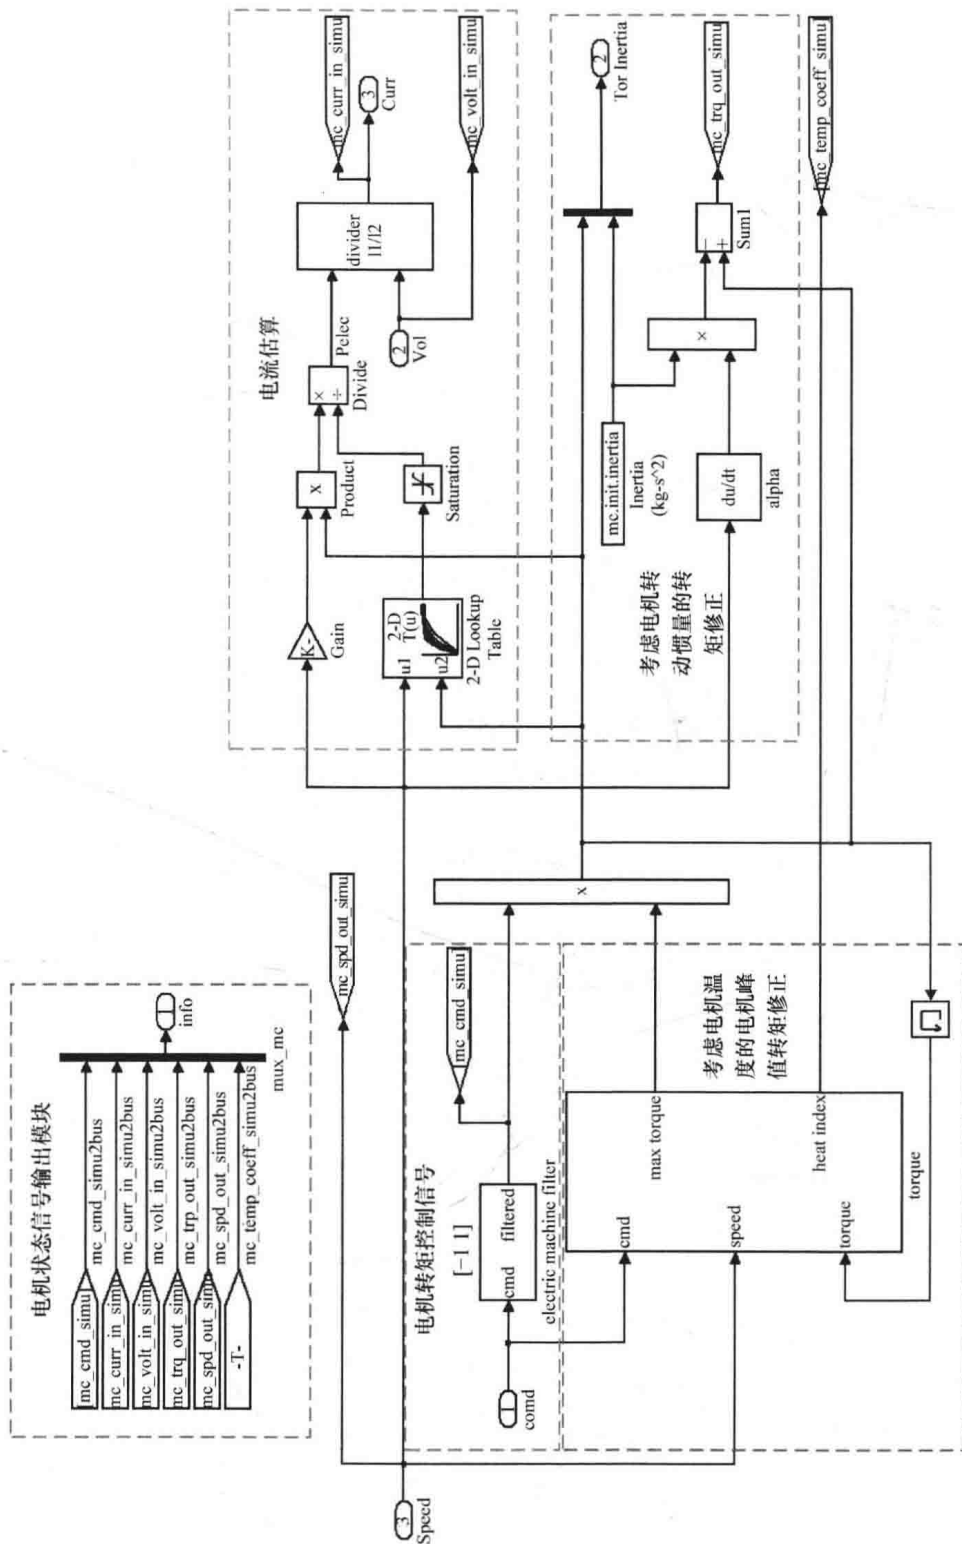 电机状态信号输出模块
mc_cmd_simu
mc_curr_in_simu
mc_volt_in_simu
mc_trq_out_simu
mc_spd_out_simu
-T-
mc_cmd_simu2bus
mc_curr_in_simu2bus
mc_volt_in_simu2bus
mc_trp_out_simu2bus
mc_spd_out_simu2bus
mc_temp_coeff_simu2bus
1
info
mux_mc
3
Speed
mc_spd_out_simu
电机转矩控制信号
[-1 1]
1
comd
cmd
filtered
electric machine filter
mc_cmd_simu
cmd
speed
torque
max torque
heat index
torque
考虑电机温
度的电机峰
值转矩修正
x
电流估算
K-
Gain
u1
u2
2-D
T(u)
2-D Lookup
Table
x
Product
Saturation
×
÷
Divide
Pelec
2
Vol
divider
I1/I2
mc_curr_in_simu
3
Curr
mc_volt_in_simu
考虑电机转
动惯量的转
矩修正
mc.init.inertia
Inertia
(kg-s^2)
du/dt
alpha
×
−
+
Sum1
2
Tor Inertia
mc_trq_out_simu
mc_temp_coeff_simu